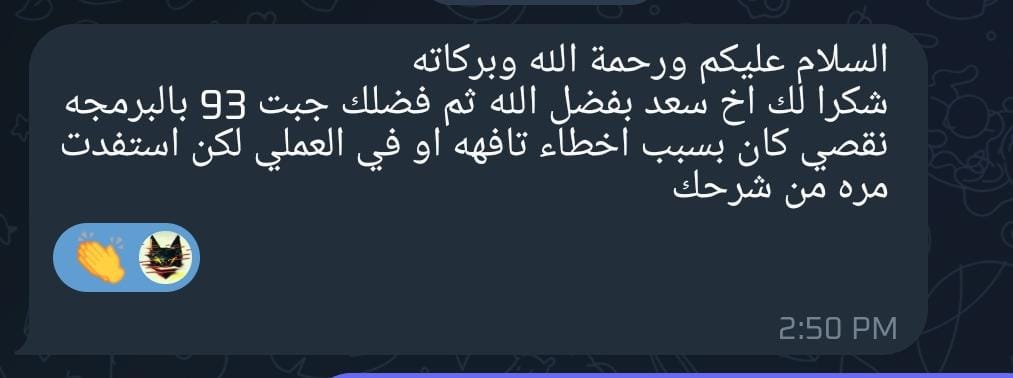 السلام عليكم ورحمة الله وبركاته
شكرا لك اخ سعد بفضل الله ثم فضلك جبت 93 بالبرمجه
نقصي كان بسبب اخطاء تافهه او في العملي لكن استفدت
مره من شرحك
2:50 PM